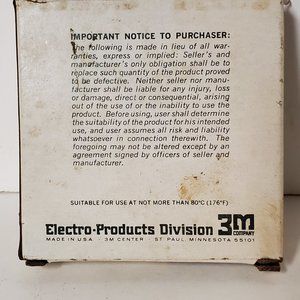 IMPORTANT NOTICE TO PURCHASER:
The following is made in lieu of all war-
ranties, express or implied: Seller's and
manufacturer's only obligation shall be to
replace such quantity of the product proved
to be defective. Neither seller nor manu-
facturer shall be liable for any injury, loss
or damage, direct or consequential, arising
out of the use of or the inability to use the
product. Before using, user shall determine
the suitability of the product for his intended
use, and user assumes all risk and liability
whatsoever in connection therewith. The
foregoing may not be altered except by an
agreement signed by officers of seller and
manufacturer.
SUITABLE FOR USE AT NOT MORE THAN 80°C (176°F)
Electro-Products Division 3M
COMPANY
MADE IN U.S.A. · 3M CENTER · ST. PAUL, MINNESOTA 55101